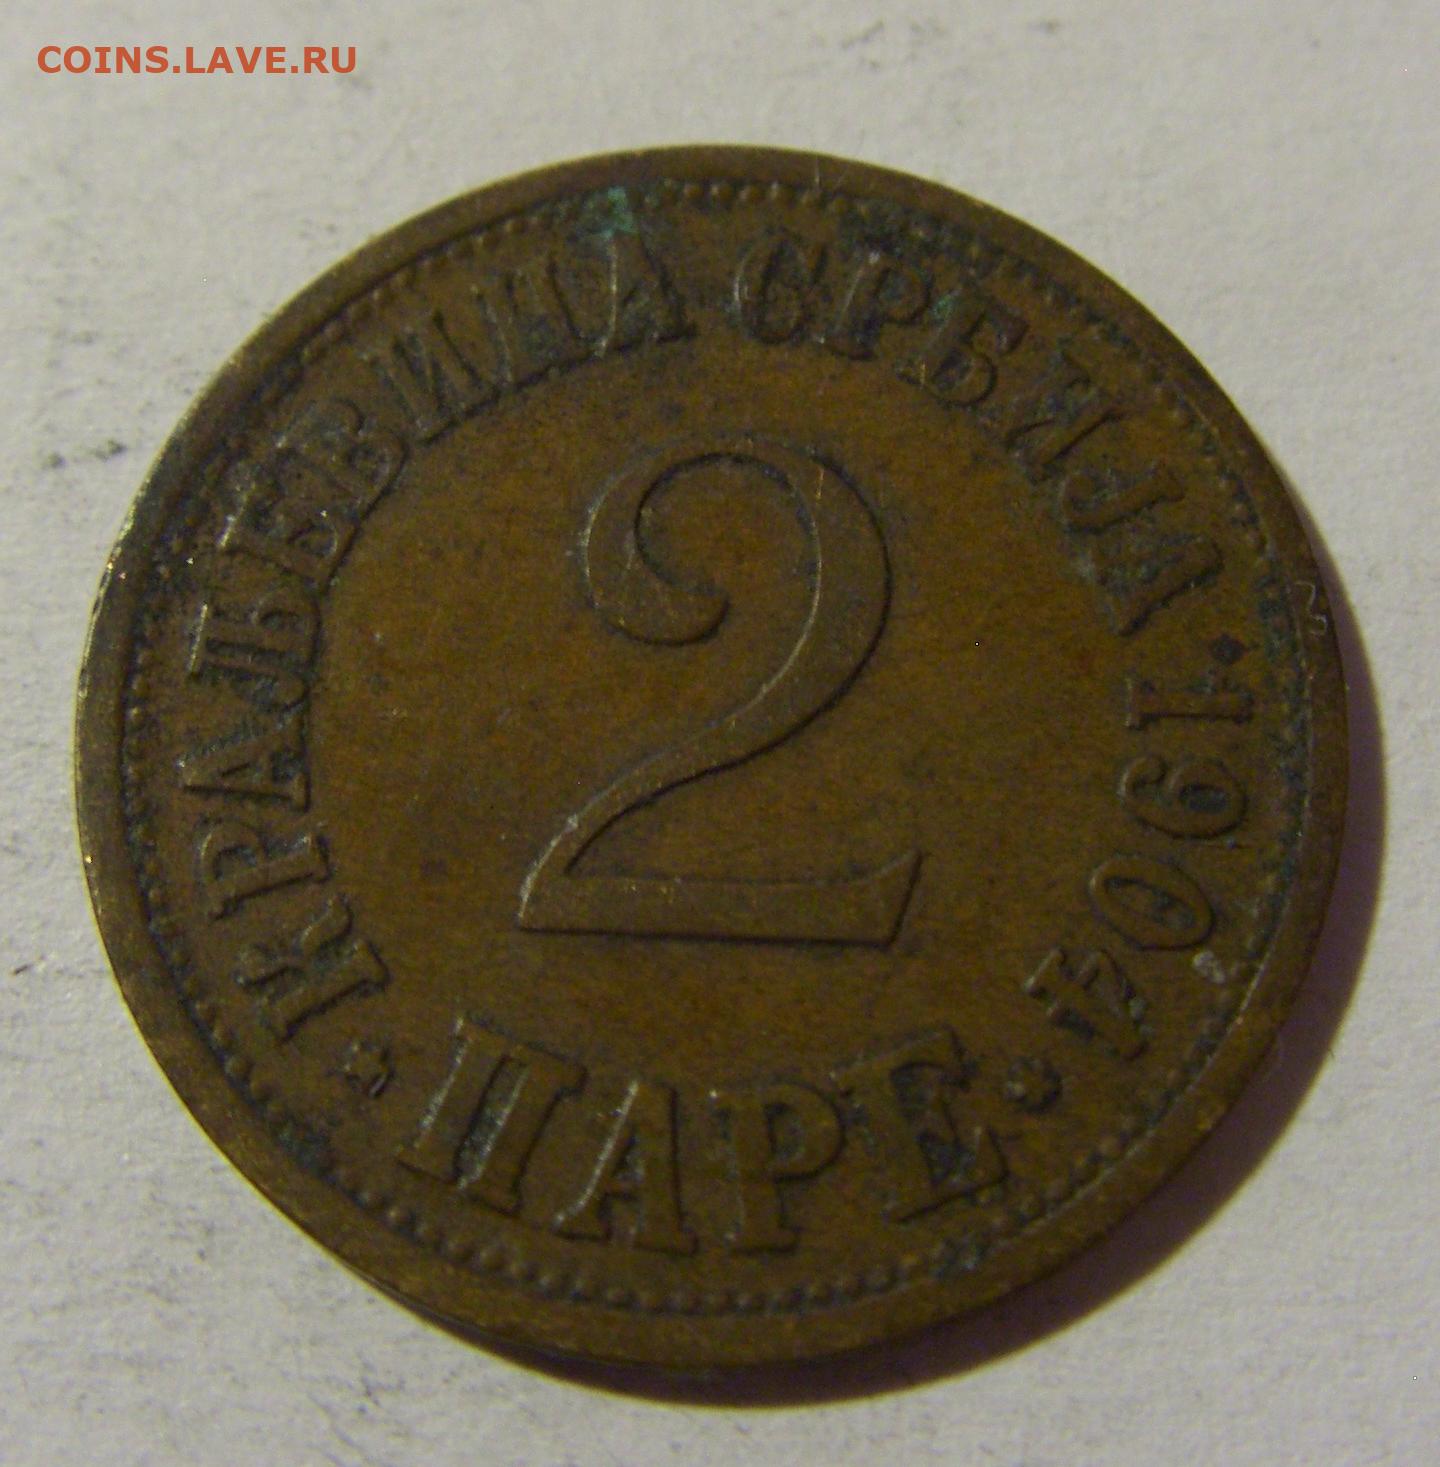 COINS.LAVE.RU
КРАЉЕВИНА СРБИЈА · 1904
2
* ПАРЕ *